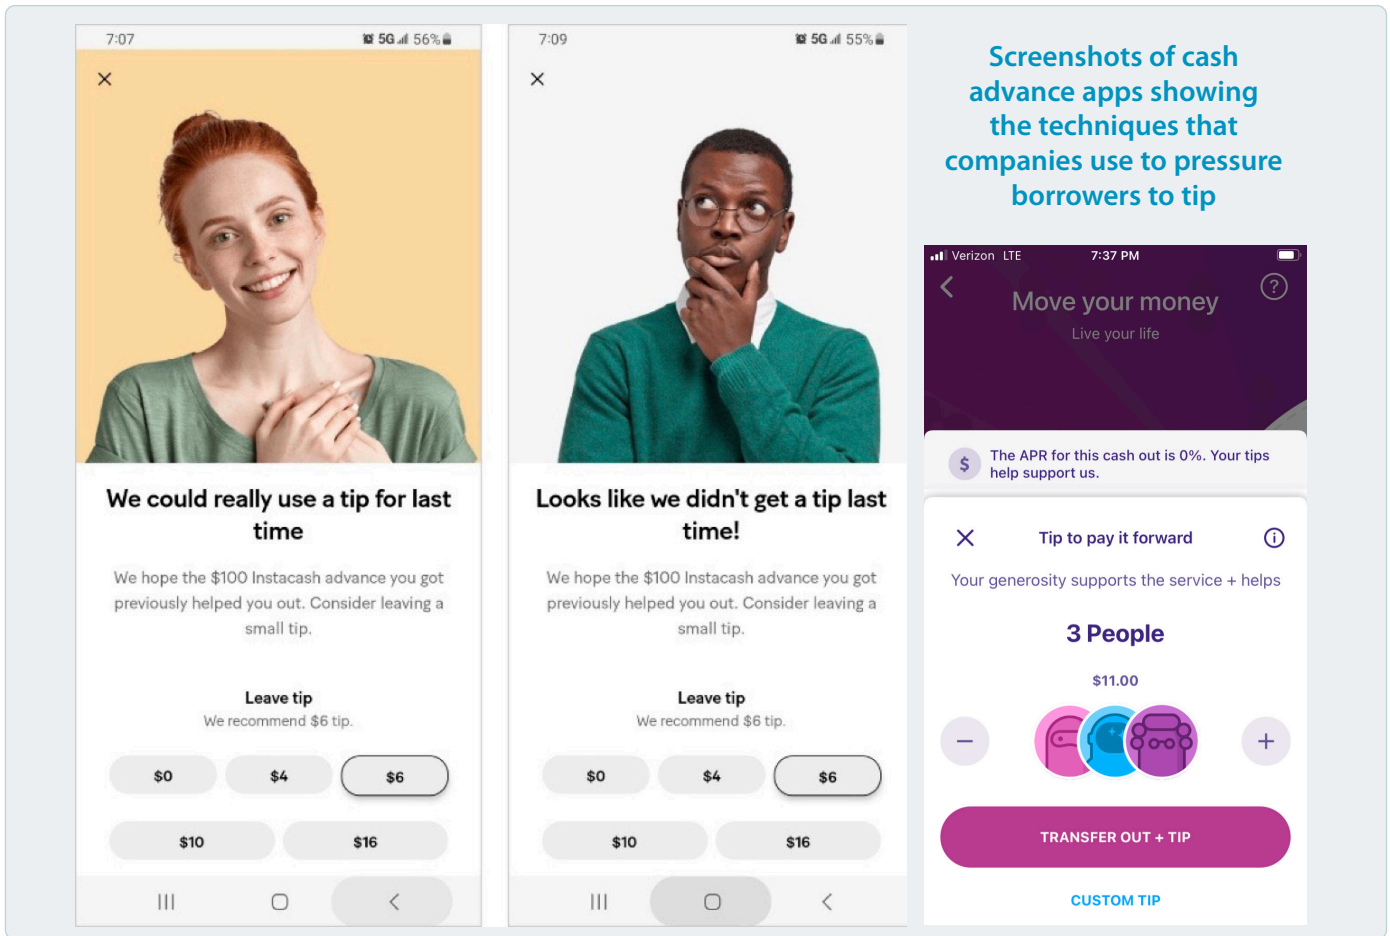 7:07
5G 56%
We could really use a tip for last
time
We hope the $100 Instacash advance you got
previously helped you out. Consider leaving a
small tip.
Leave tip
We recommend $6 tip.
$0 $4 $6
$10 $16
7:09
5G 55%
Looks like we didn't get a tip last
time!
We hope the $100 Instacash advance you got
previously helped you out. Consider leaving a
small tip.
Leave tip
We recommend $6 tip.
$0 $4 $6
$10 $16
Screenshots of cash
advance apps showing
the techniques that
companies use to pressure
borrowers to tip
Verizon LTE 7:37 PM
?
Move your money
Live your life
$
The APR for this cash out is 0%. Your tips
help support us.
Tip to pay it forward
i
Your generosity supports the service + helps
3 People
$11.00
− +
TRANSFER OUT + TIP
CUSTOM TIP